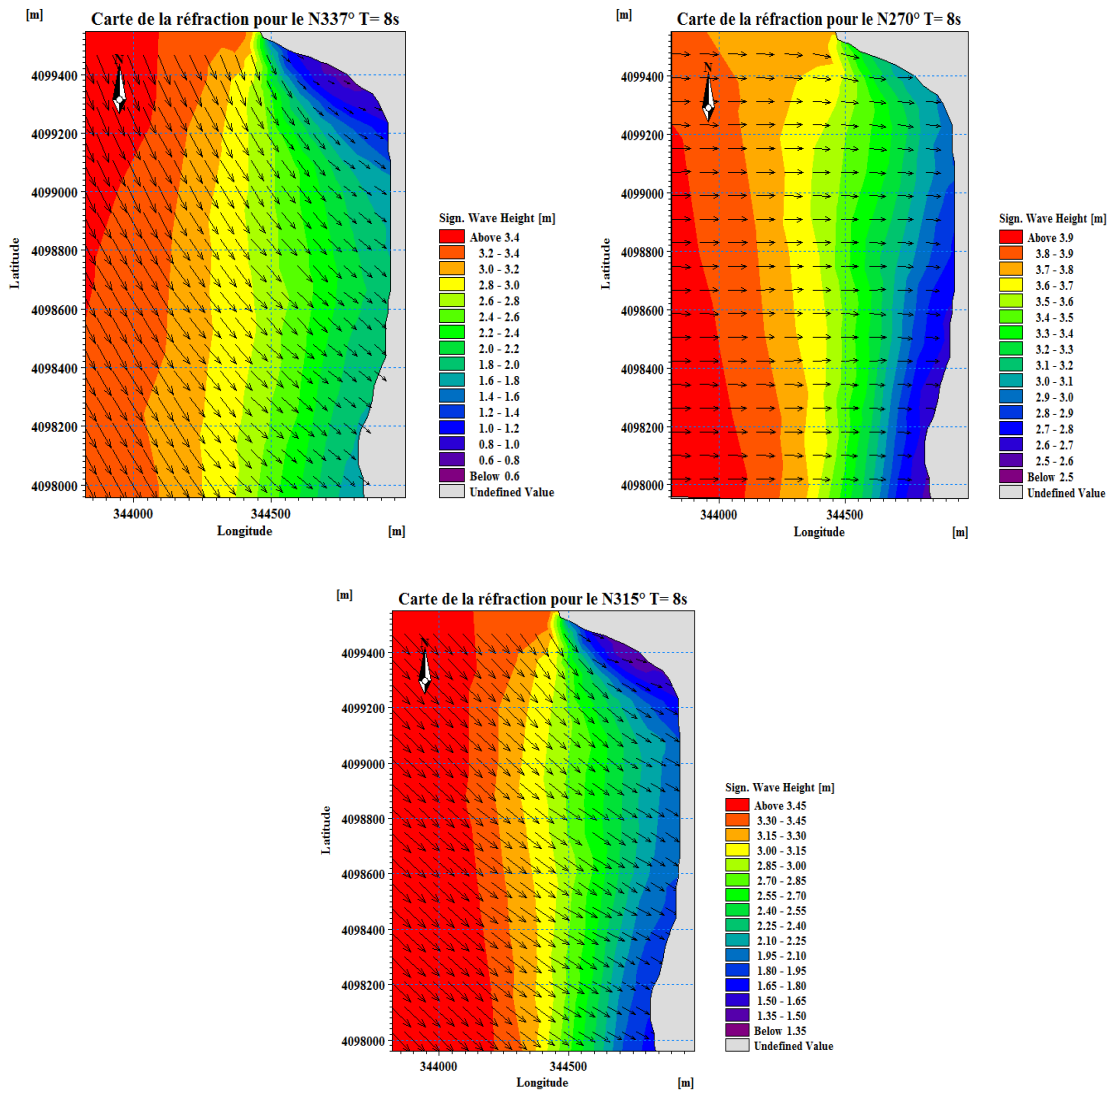 [m]
Carte de la réfraction pour le N337° T= 8s
N
4099400
4099200
4099000
4098800
4098600
4098400
4098200
4098000
Latitude
344000
344500
Longitude
[m]
Sign. Wave Height [m]
Above 3.4
3.2 - 3.4
3.0 - 3.2
2.8 - 3.0
2.6 - 2.8
2.4 - 2.6
2.2 - 2.4
2.0 - 2.2
1.8 - 2.0
1.6 - 1.8
1.4 - 1.6
1.2 - 1.4
1.0 - 1.2
0.8 - 1.0
0.6 - 0.8
Below 0.6
Undefined Value
[m]
Carte de la réfraction pour le N270° T= 8s
N
4099400
4099200
4099000
4098800
4098600
4098400
4098200
4098000
Latitude
344000
344500
Longitude
[m]
Sign. Wave Height [m]
Above 3.9
3.8 - 3.9
3.7 - 3.8
3.6 - 3.7
3.5 - 3.6
3.4 - 3.5
3.3 - 3.4
3.2 - 3.3
3.1 - 3.2
3.0 - 3.1
2.9 - 3.0
2.8 - 2.9
2.7 - 2.8
2.6 - 2.7
2.5 - 2.6
Below 2.5
Undefined Value
[m]
Carte de la réfraction pour le N315° T= 8s
N
4099400
4099200
4099000
4098800
4098600
4098400
4098200
4098000
Latitude
344000
344500
Longitude
[m]
Sign. Wave Height [m]
Above 3.45
3.30 - 3.45
3.15 - 3.30
3.00 - 3.15
2.85 - 3.00
2.70 - 2.85
2.55 - 2.70
2.40 - 2.55
2.25 - 2.40
2.10 - 2.25
1.95 - 2.10
1.80 - 1.95
1.65 - 1.80
1.50 - 1.65
1.35 - 1.50
Below 1.35
Undefined Value